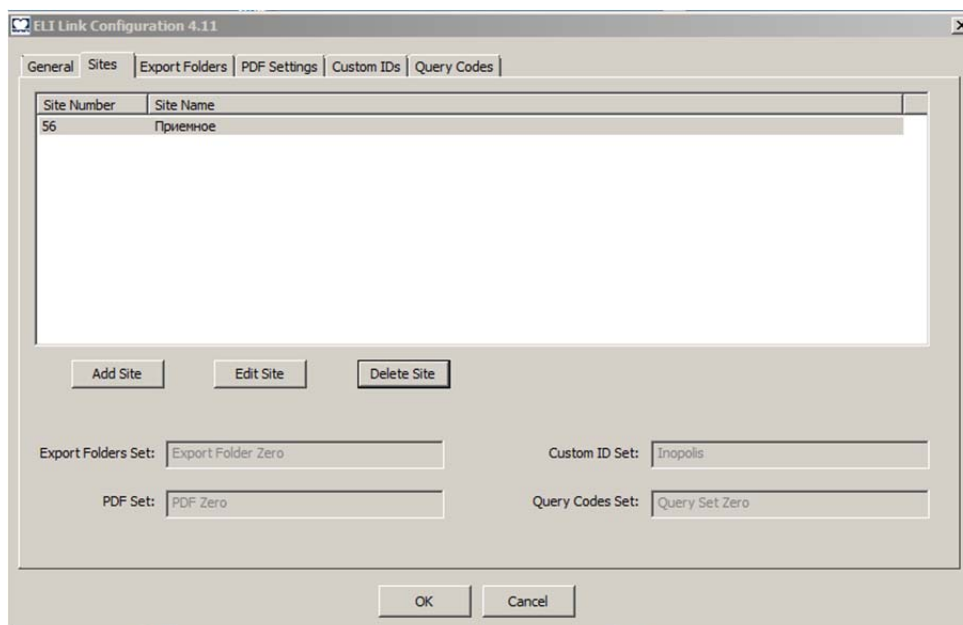 ELI Link Configuration 4.11
General Sites Export Folders PDF Settings Custom IDs Query Codes
Site Number Site Name
56 Приемное
Add Site Edit Site Delete Site
Export Folders Set: Export Folder Zero Custom ID Set: Inopolis
PDF Set: PDF Zero Query Codes Set: Query Set Zero
OK Cancel